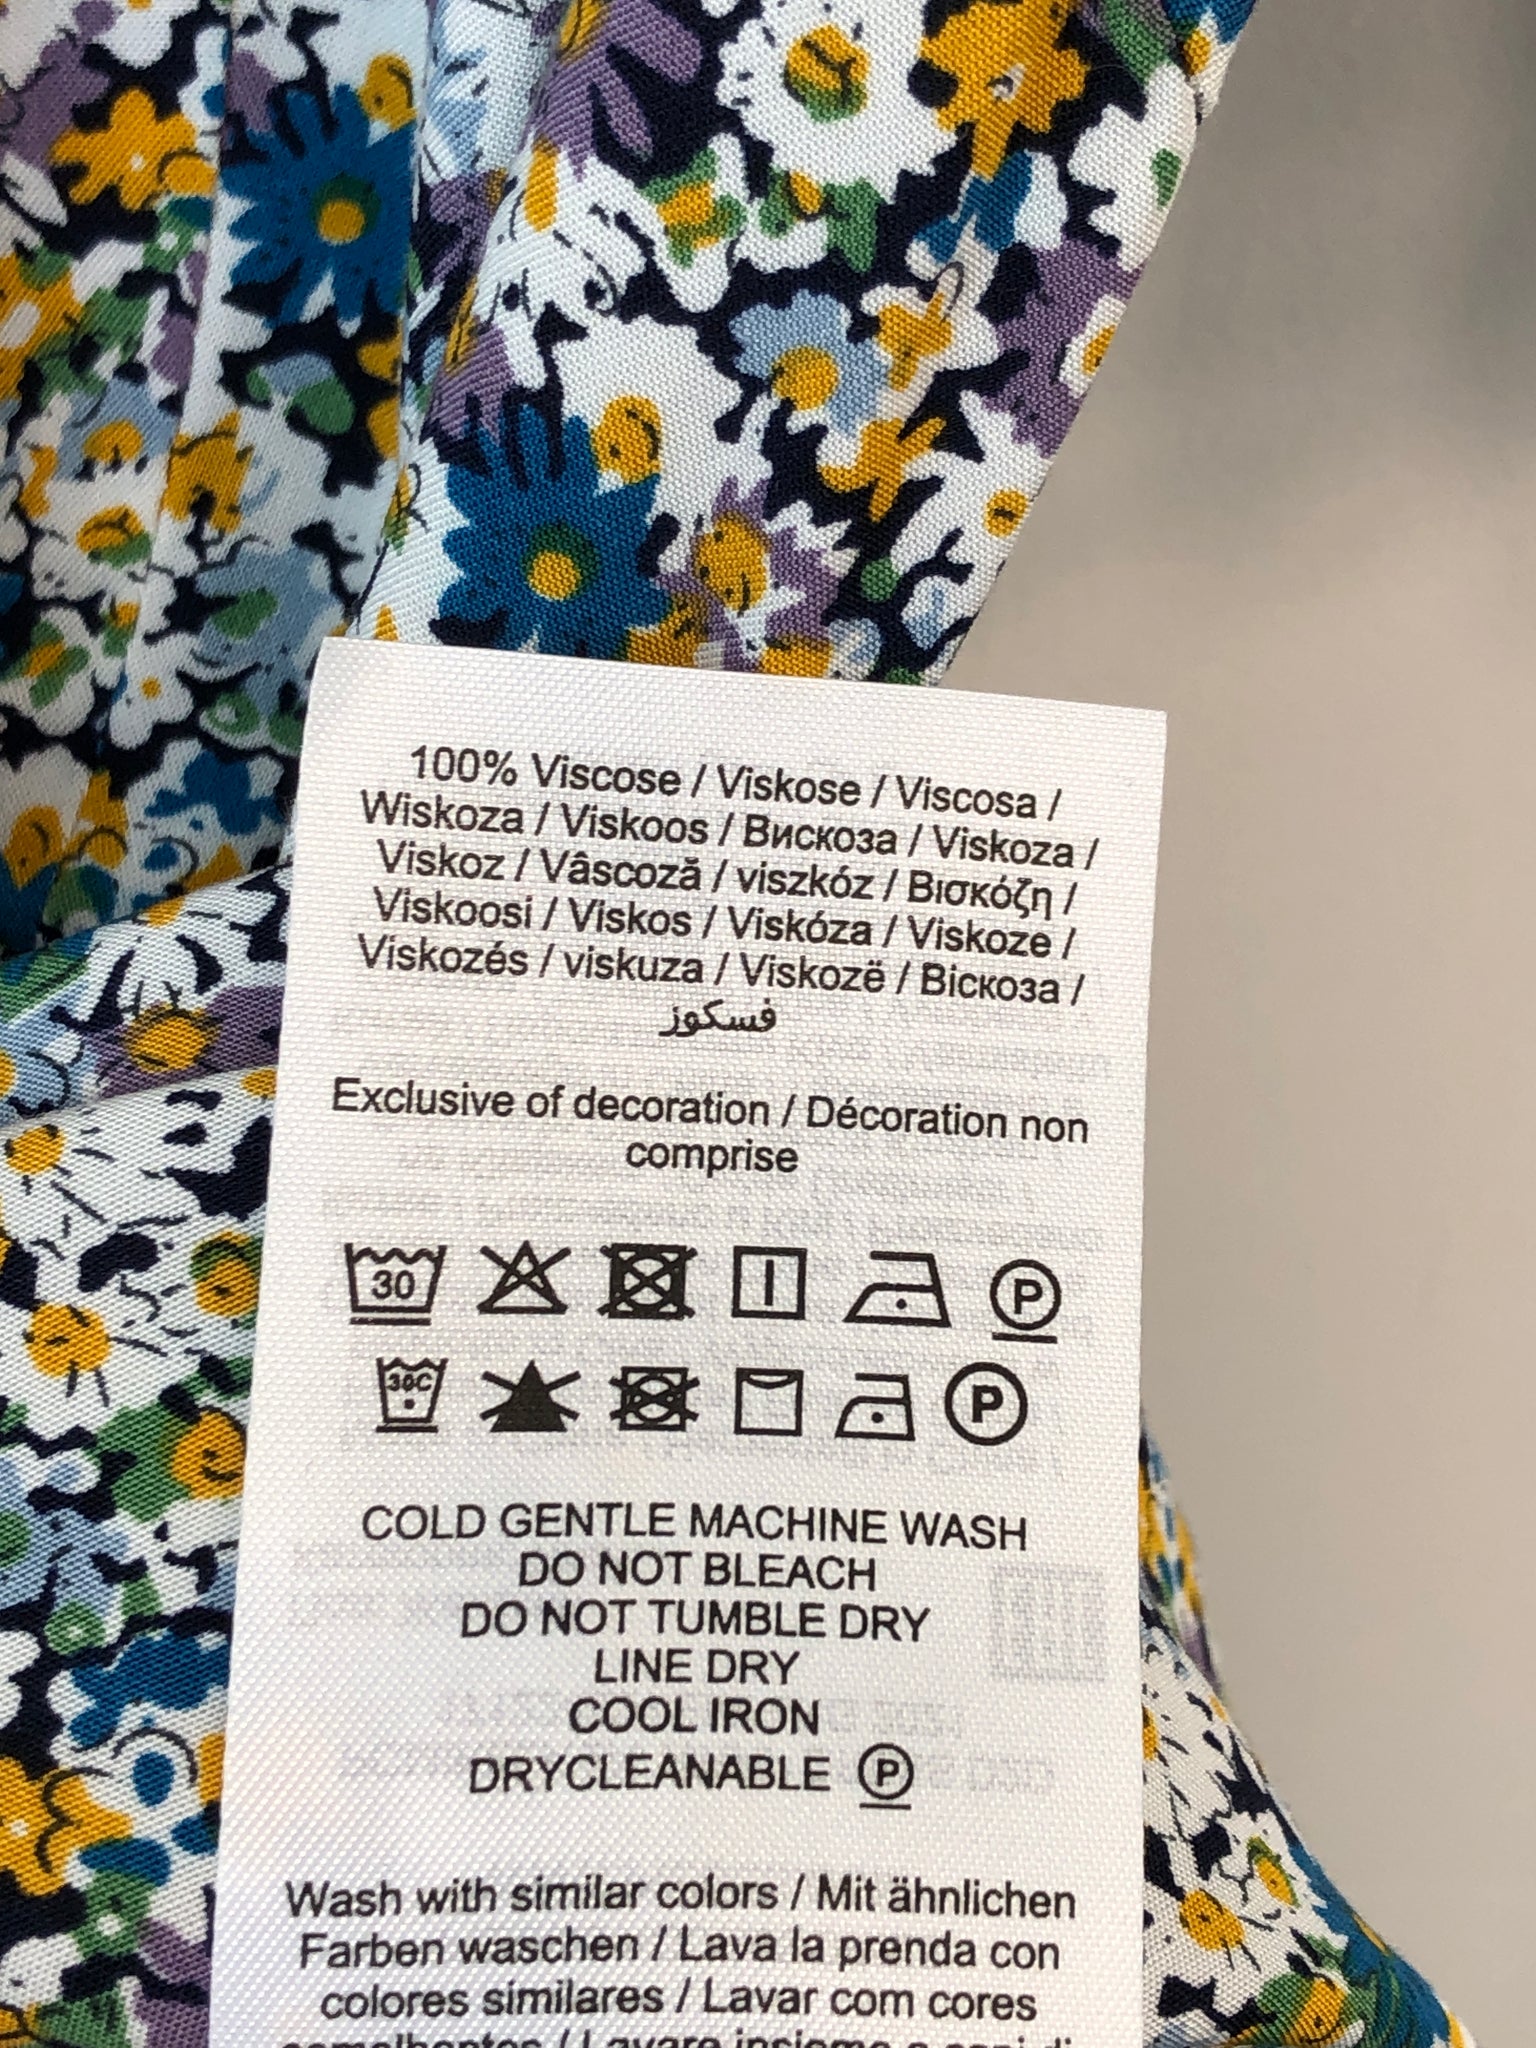 100% Viscose / Viskose / Viscosa /
Wiskoza / Viskoos / Вискоза / Viskoza /
Viskoz / Vâscoză / viszkóz / Βισκόζη /
Viskoosi / Viskos / Viskóza / Viskoze /
Viskozés / viskuza / Viskozë / Віскоза /
فسكوز
Exclusive of decoration / Décoration non
comprise
30 P
30C P
COLD GENTLE MACHINE WASH
DO NOT BLEACH
DO NOT TUMBLE DRY
LINE DRY
COOL IRON
DRYCLEANABLE P
Wash with similar colors / Mit ähnlichen
Farben waschen / Lava la prenda con
colores similares / Lavar com cores